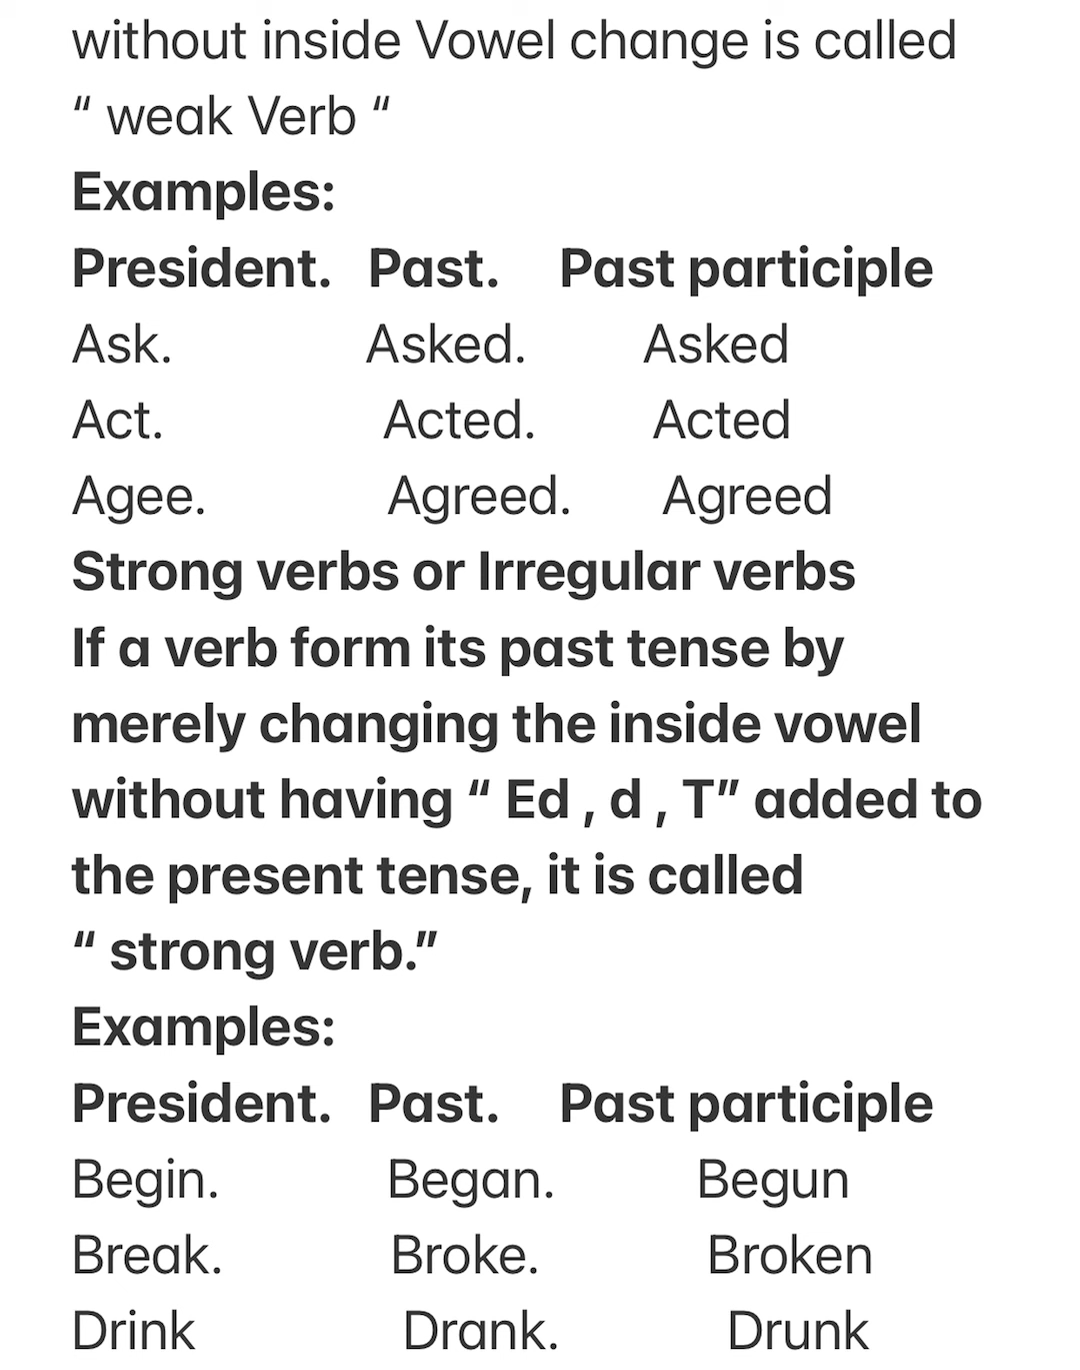 without inside Vowel change is called
“ weak Verb “
Examples:
President. Past. Past participle
Ask. Asked. Asked
Act. Acted. Acted
Agee. Agreed. Agreed
Strong verbs or Irregular verbs
If a verb form its past tense by
merely changing the inside vowel
without having “ Ed , d , T” added to
the present tense, it is called
“ strong verb.”
Examples:
President. Past. Past participle
Begin. Began. Begun
Break. Broke. Broken
Drink Drank. Drunk